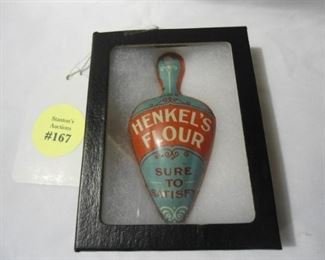 Stanton's
Auctions
#167
HENKEL'S
FLOUR
SURE
TO
SATISFY